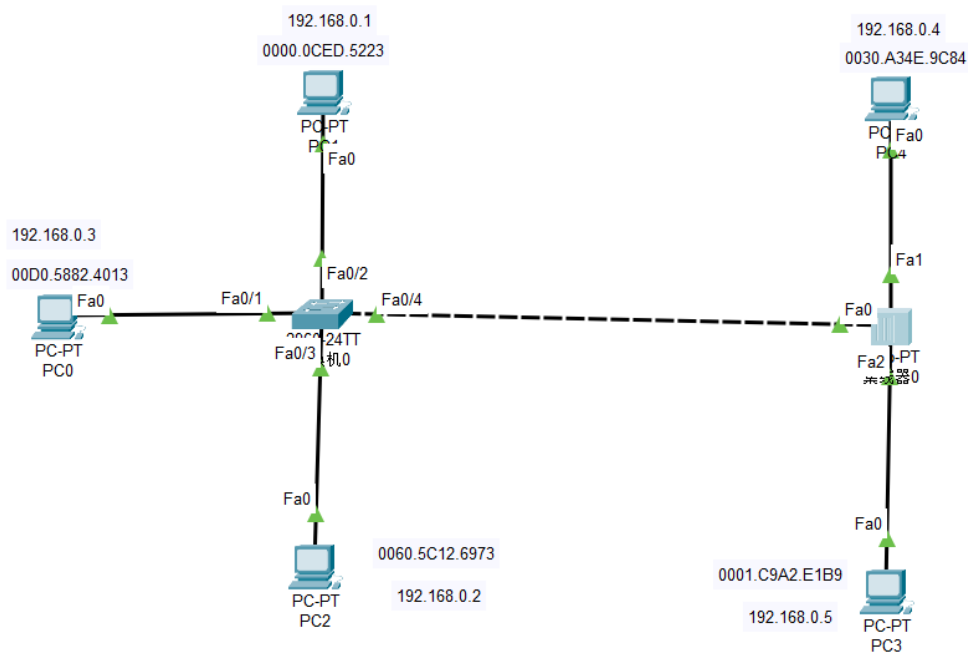 192.168.0.1
0000.0CED.5223
PC-PT
Fa0
192.168.0.4
0030.A34E.9C84
Fa0
192.168.0.3
00D0.5882.4013
Fa0
PC-PT
PC0
Fa0/1
Fa0/2
Fa0/4
Fa0/3
Fa1
Fa0
Fa2
Fa0
PC-PT
PC2
0060.5C12.6973
192.168.0.2
Fa0
0001.C9A2.E1B9
192.168.0.5
PC-PT
PC3